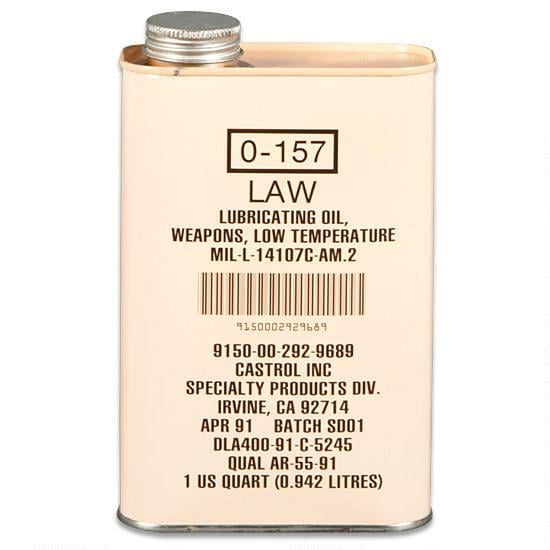 O-157
LAW
LUBRICATING OIL,
WEAPONS, LOW TEMPERATURE
MIL-L-14107C-AM.2
9150002929689
9150-00-292-9689
CASTROL INC
SPECIALTY PRODUCTS DIV.
IRVINE, CA 92714
APR 91 BATCH SD01
DLA400-91-C-5245
QUAL AR-55-91
1 US QUART (0.942 LITRES)